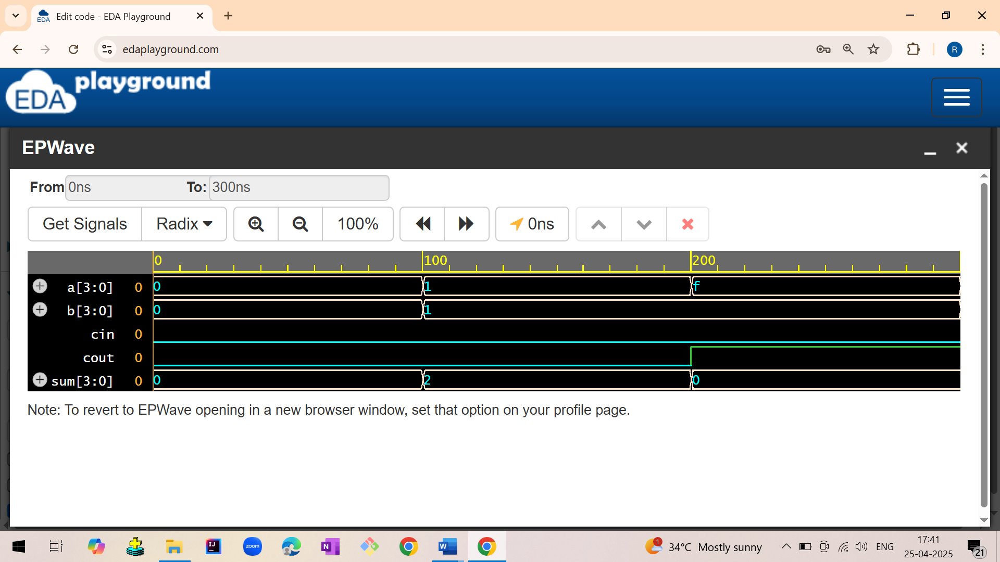 Edit code - EDA Playground
edaplayground.com
R
EDA playground
EPWave
From 0ns To: 300ns
Get Signals Radix 100% 0ns
0 100 200
a[3:0] 0 0 1 f
b[3:0] 0 0 1
cin 0
cout 0
sum[3:0] 0 0 2 0
Note: To revert to EPWave opening in a new browser window, set that option on your profile page.
IJ zoom N W 1 34°C Mostly sunny ENG 17:41
25-04-2025 21